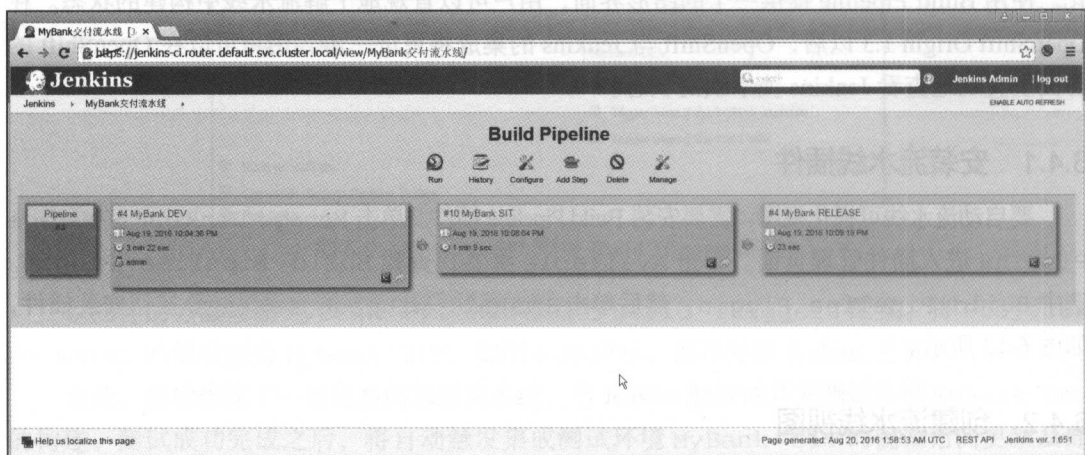 MyBank交付流水线 [J
https://jenkins-ci.router.default.svc.cluster.local/view/MyBank交付流水线/
Jenkins
search
Jenkins Admin | log out
Jenkins MyBank交付流水线
ENABLE AUTO REFRESH
Build Pipeline
Run History Configure Add Step Delete Manage
Pipeline
#4
#4 MyBank DEV
Aug 19, 2016 10:04:36 PM
3 min 22 sec
admin
#10 MyBank SIT
Aug 19, 2016 10:08:04 PM
1 min 9 sec
#4 MyBank RELEASE
Aug 19, 2016 10:09:19 PM
23 sec
Help us localize this page
Page generated: Aug 20, 2016 1:58:53 AM UTC REST API Jenkins ver. 1.651